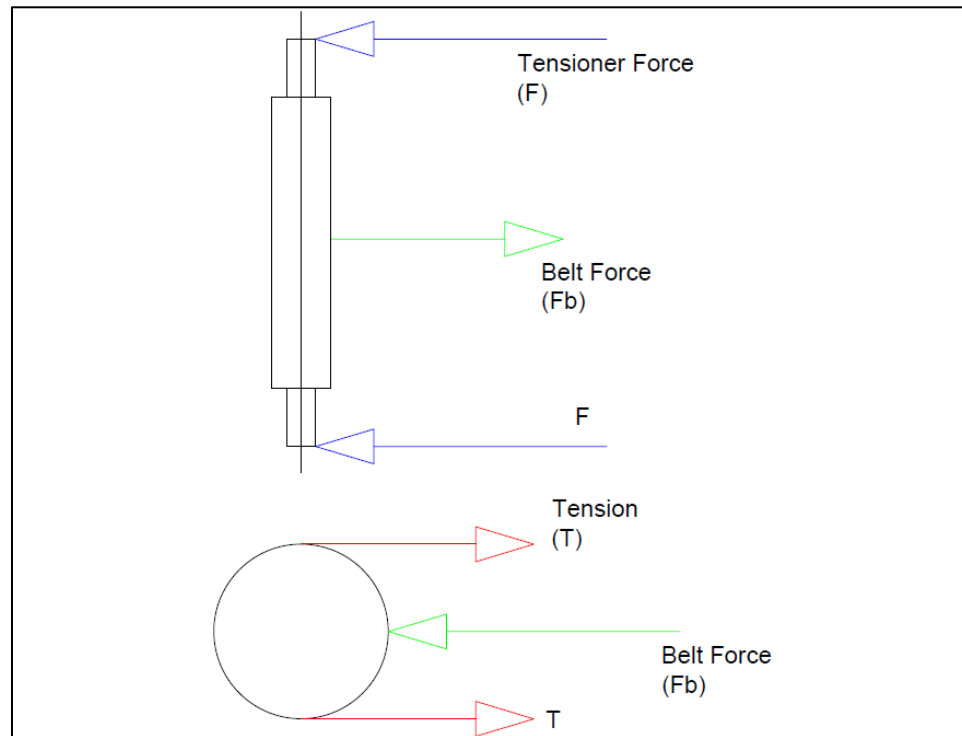 Tensioner Force
(F)
Belt Force
(Fb)
F
Tension
(T)
Belt Force
(Fb)
T